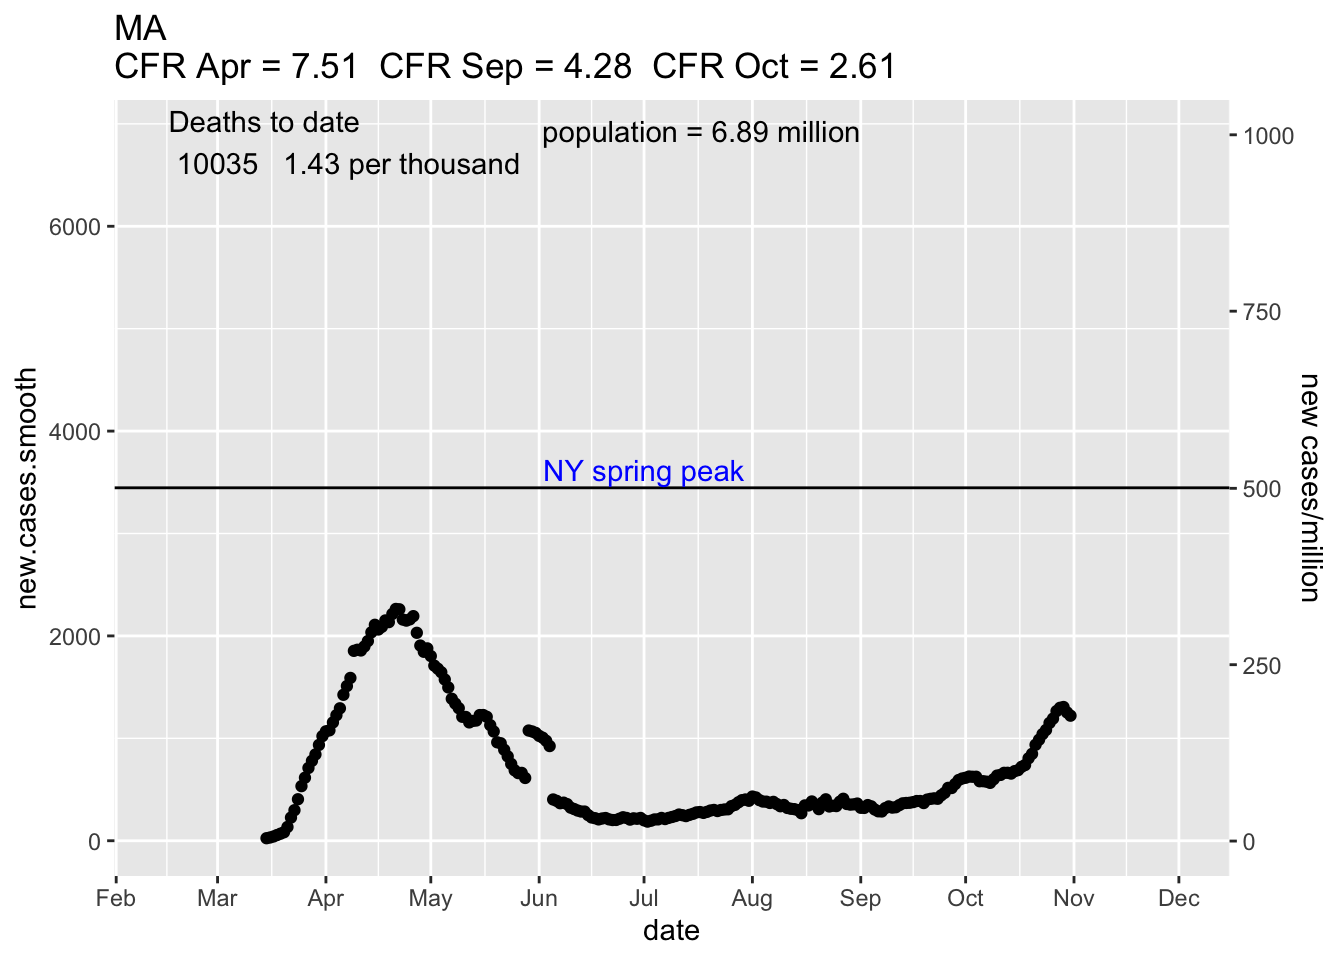 MA
CFR Apr = 7.51  CFR Sep = 4.28  CFR Oct = 2.61
Deaths to date
10035   1.43 per thousand
population = 6.89 million
NY spring peak
new.cases.smooth
6000
4000
2000
0
1000
750
500
250
0
new cases/million
Feb Mar Apr May Jun Jul Aug Sep Oct Nov Dec
date